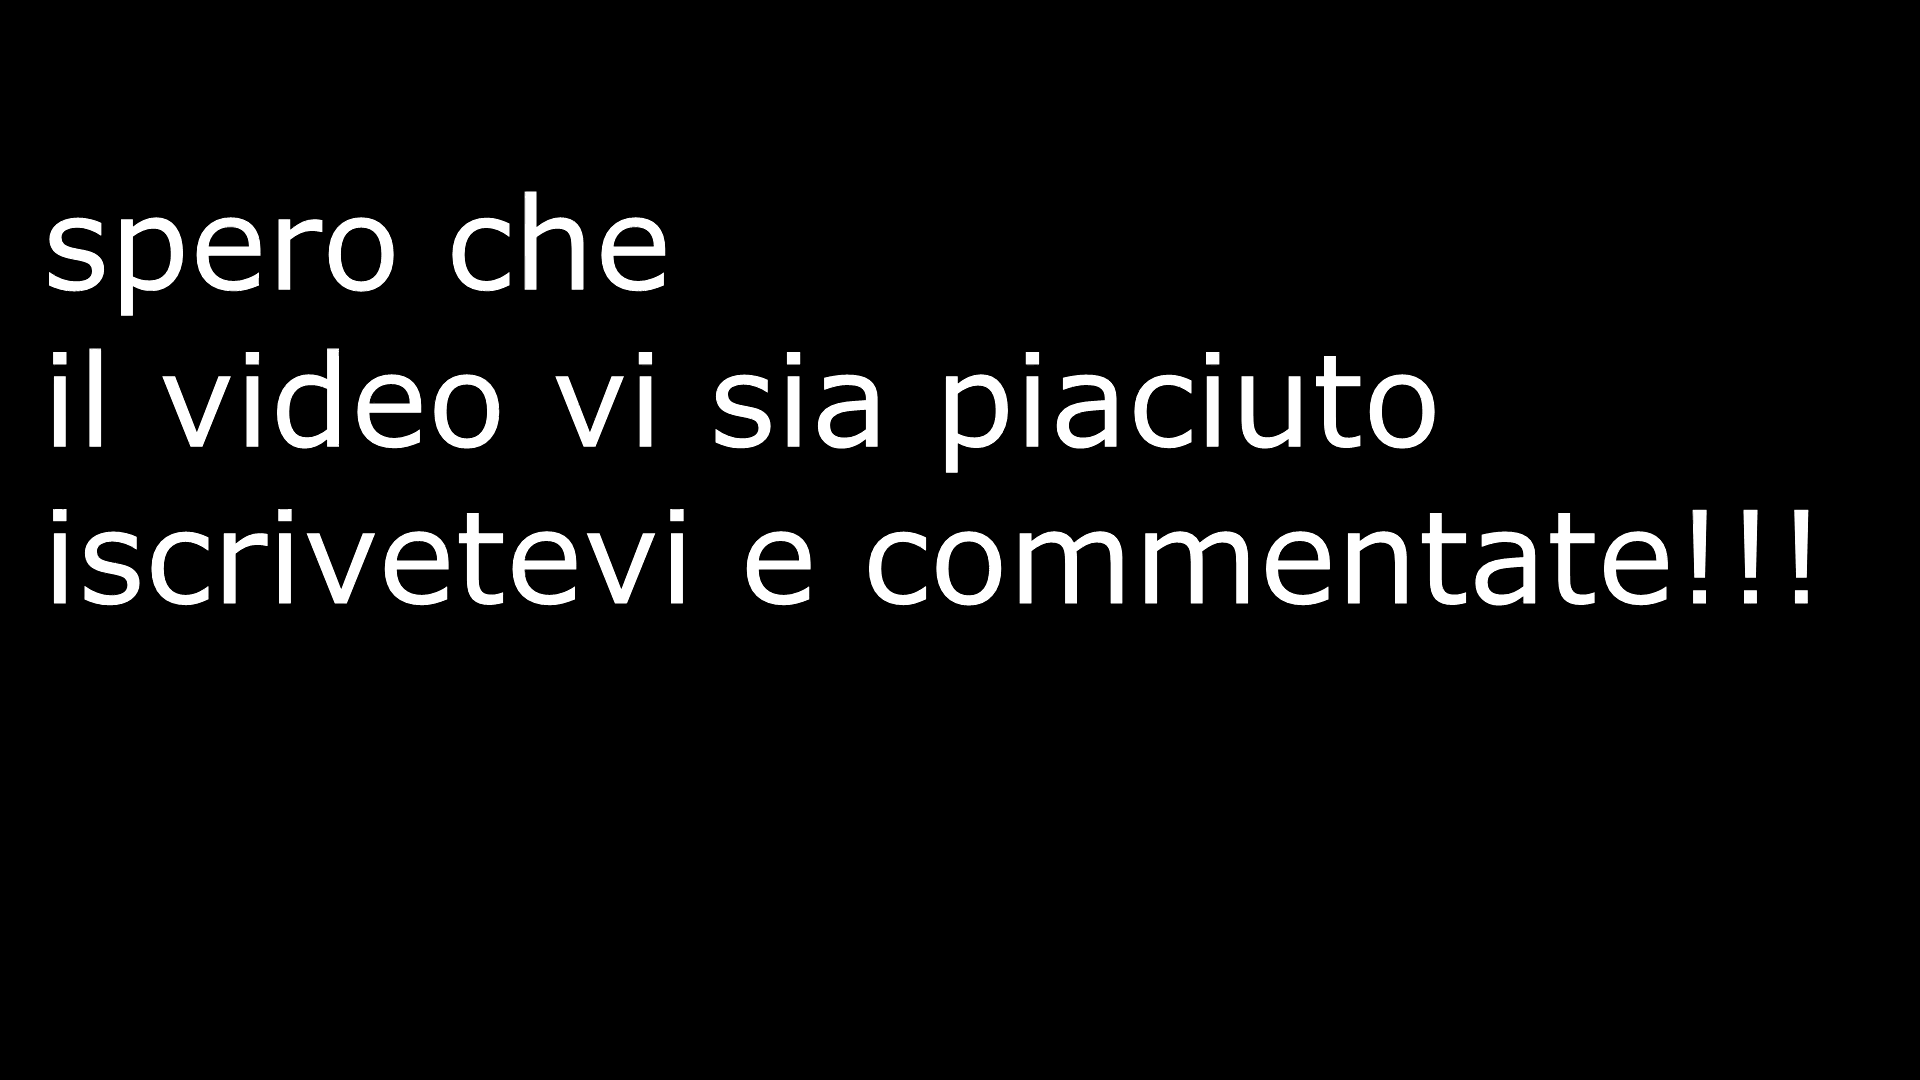 spero che
il video vi sia piaciuto
iscrivetevi e commentate!!!